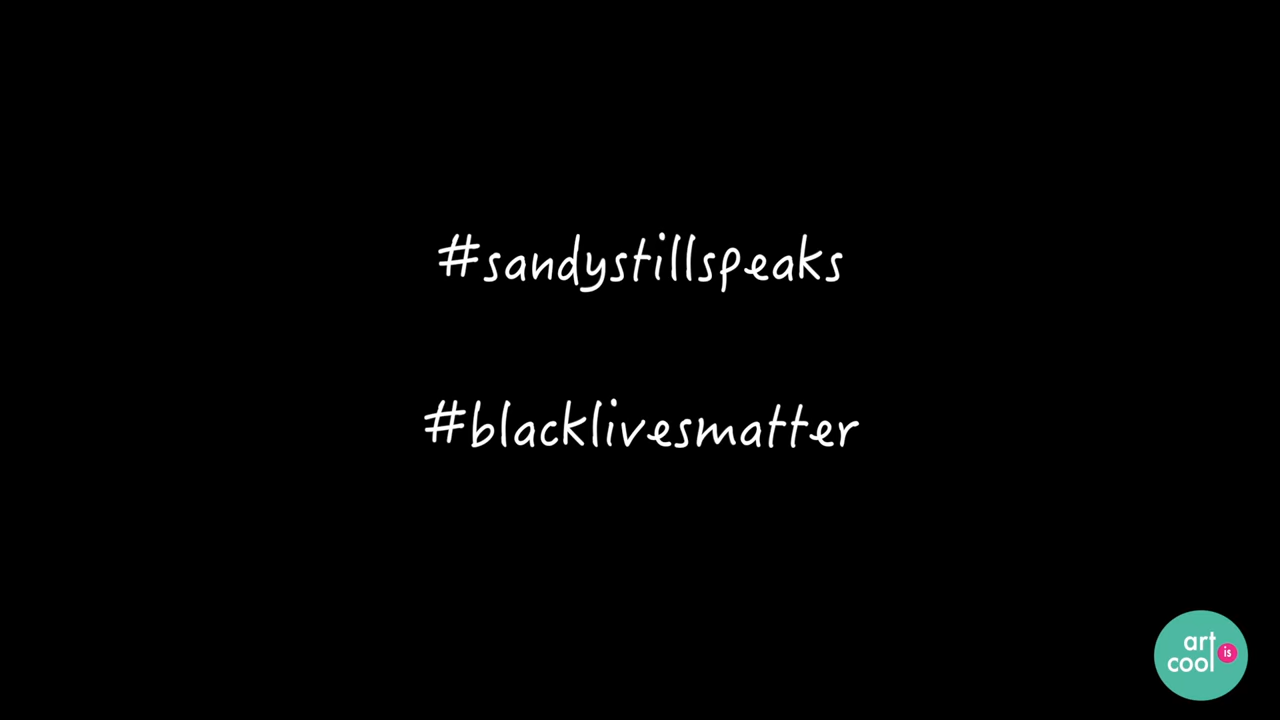 #sandystillspeaks
#blacklivesmatter
art
is
cool